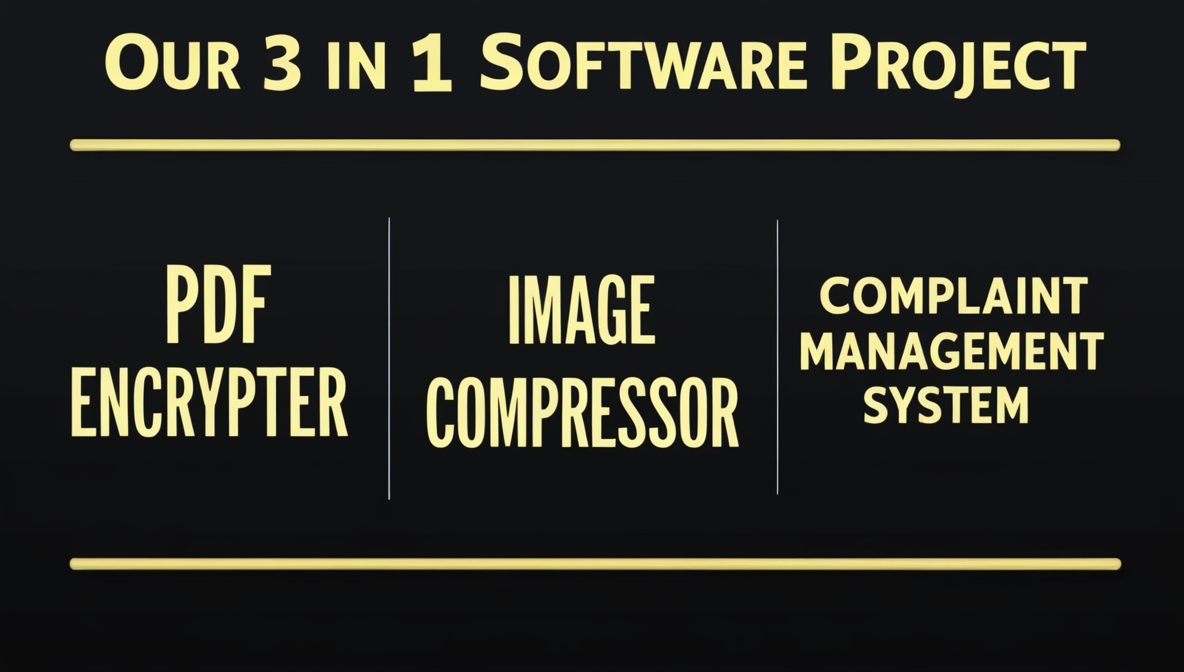 Our 3 in 1 Software Project
PDF
ENCRYPTER
IMAGE
COMPRESSOR
COMPLAINT
MANAGEMENT
SYSTEM